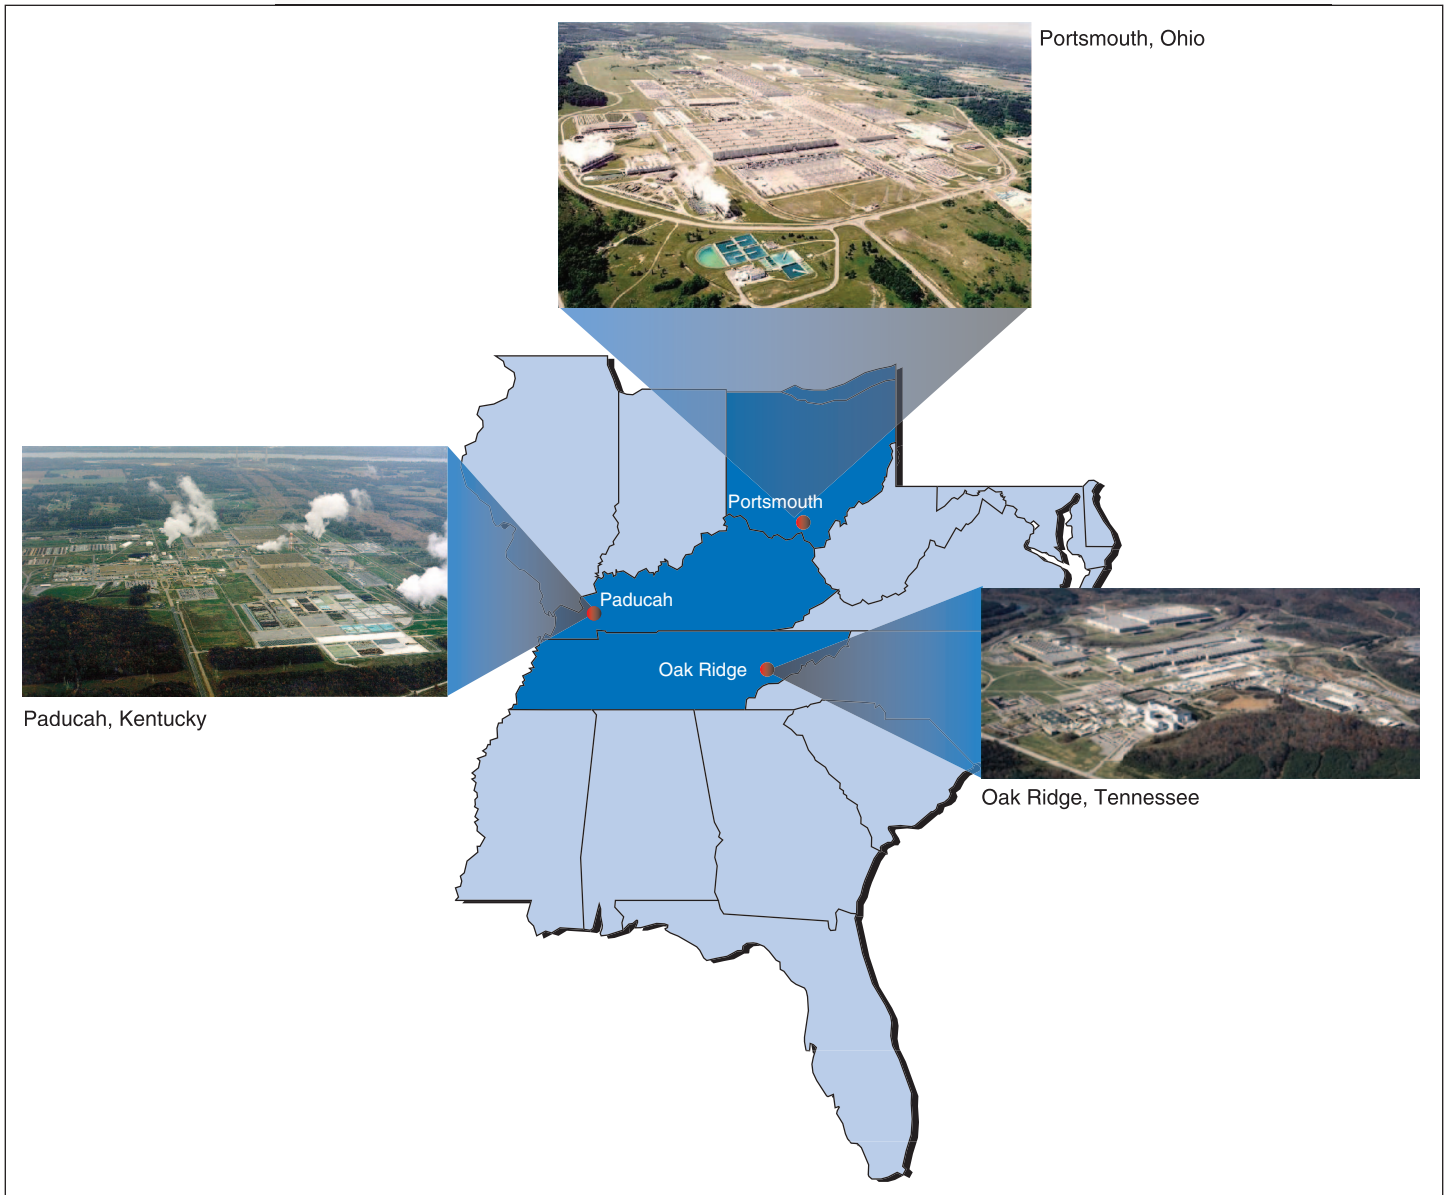 Portsmouth, Ohio
Portsmouth
Paducah
Oak Ridge
Paducah, Kentucky
Oak Ridge, Tennessee